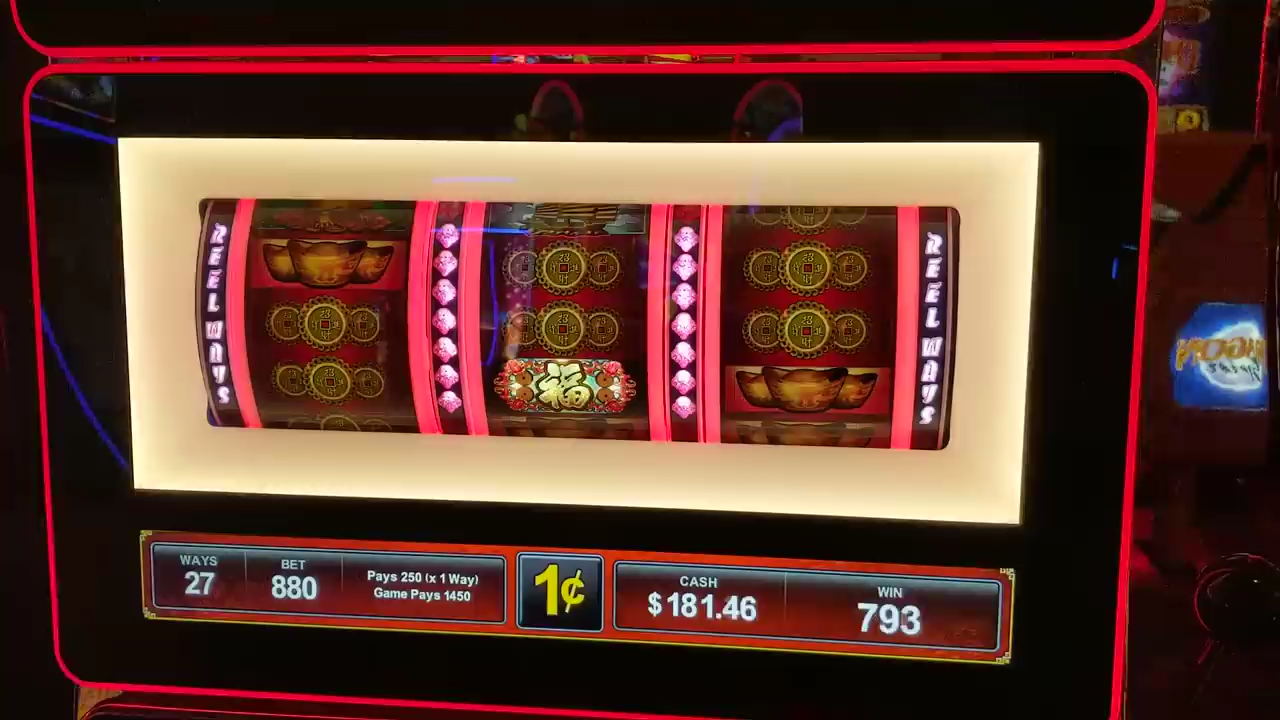 REEL WAYS
福
REEL WAYS
WAYS
27
BET
880
Pays 250 (x 1 Way)
Game Pays 1450
1¢
CASH
$181.46
WIN
793